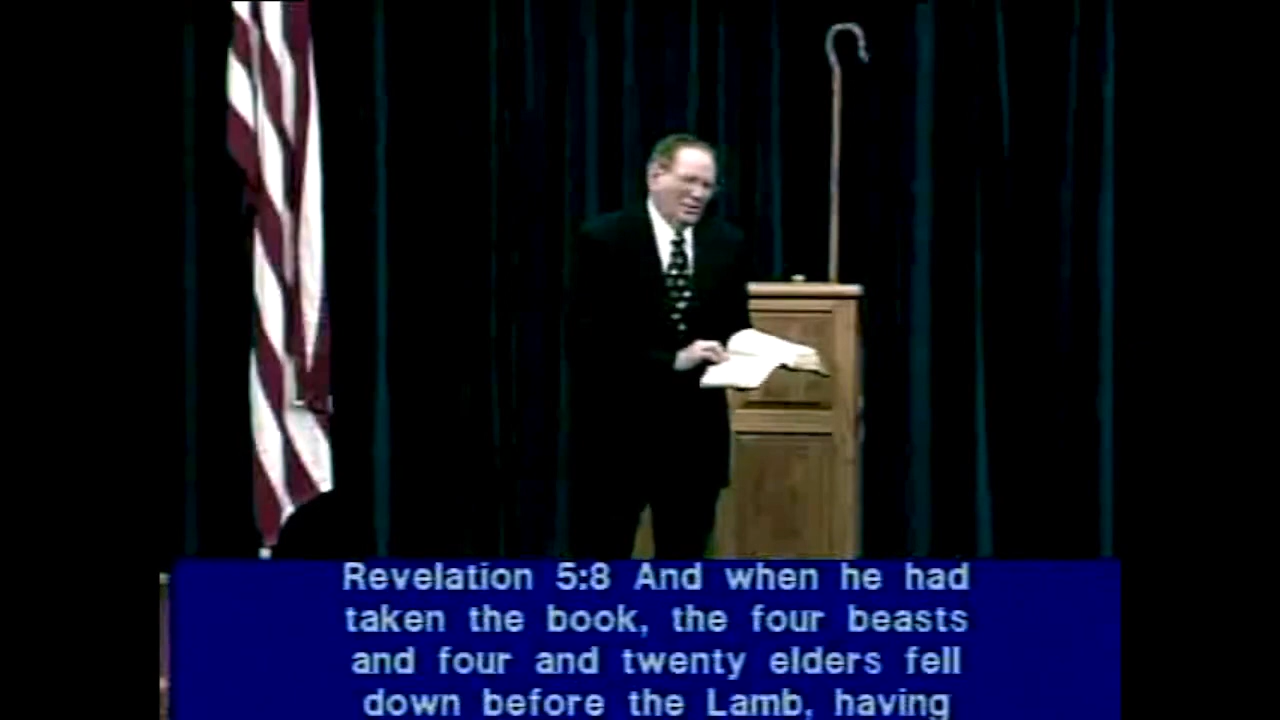 Revelation 5:8 And when he had
taken the book, the four beasts
and four and twenty elders fell
down before the Lamb, having